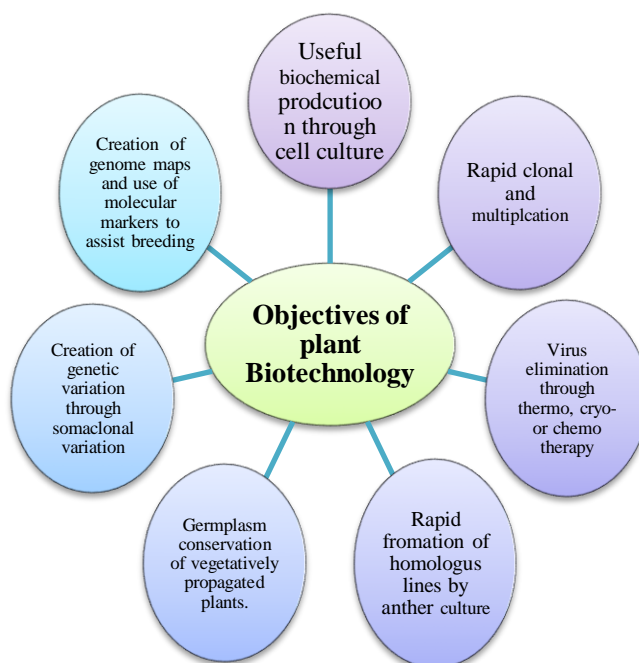 Useful
biochemical
prodcutioo
n through
cell culture
Rapid clonal
and
multiplcation
Virus
elimination
through
thermo, cryo-
or chemo
therapy
Rapid
fromation of
homologus
lines by
anther culture
Germplasm
conservation
of vegetatively
propagated
plants.
Creation of
genetic
variation
through
somaclonal
variation
Creation of
genome maps
and use of
molecular
markers to
assist breeding
Objectives of
plant
Biotechnology